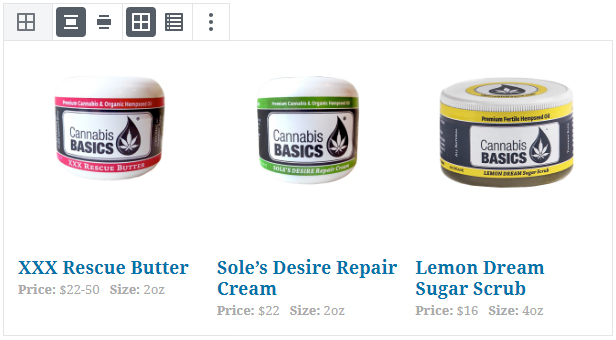 Premium Cannabis & Organic Hempseed Oil
Cannabis
BASICS
XXX RESCUE BUTTER
Premium Cannabis & Organic Hempseed Oil
Cannabis
BASICS
SOLE'S DESIRE Repair Cream
Premium Fertile Hempseed Oil
Cannabis
BASICS
LEMON DREAM Sugar Scrub
XXX Rescue Butter
Price: $22-50 Size: 2oz
Sole’s Desire Repair
Cream
Price: $22 Size: 2oz
Lemon Dream
Sugar Scrub
Price: $16 Size: 4oz